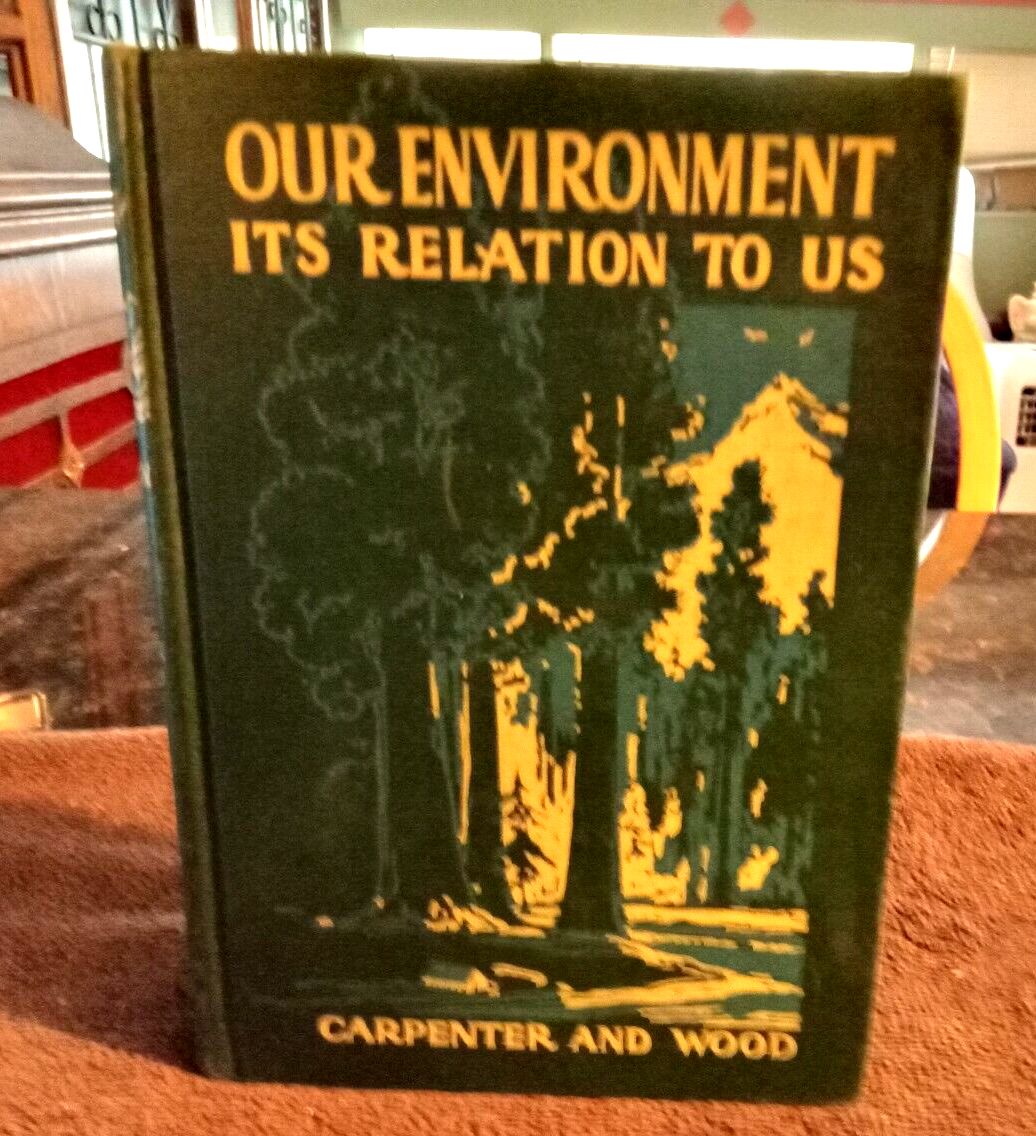 OUR ENVIRONMENT
ITS RELATION TO US
CARPENTER AND WOOD